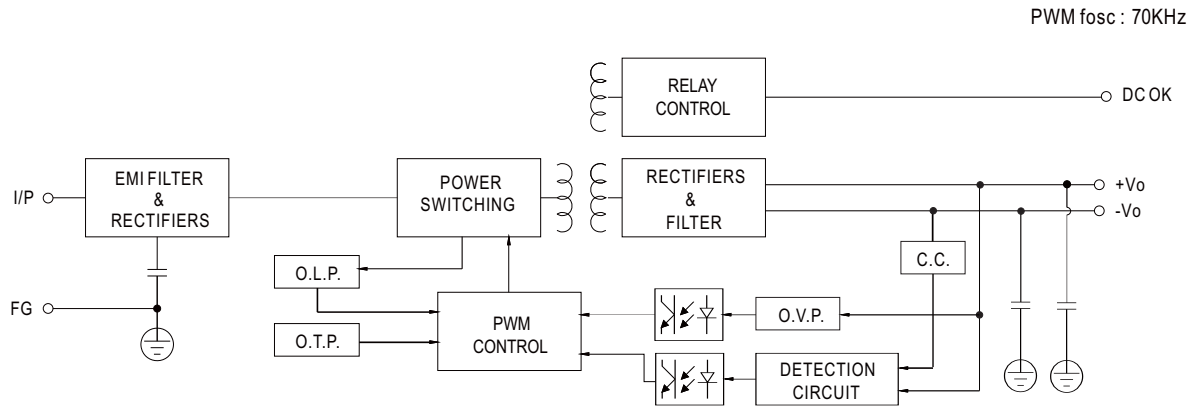 PWM fosc : 70KHz
RELAY
CONTROL
DC OK
I/P
EMI FILTER
&
RECTIFIERS
POWER
SWITCHING
RECTIFIERS
&
FILTER
+Vo
-Vo
C.C.
O.L.P.
FG
PWM
CONTROL
O.V.P.
O.T.P.
DETECTION
CIRCUIT